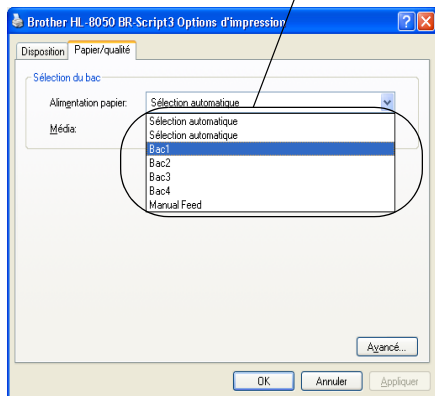 Brother HL-8050 BR-Script3 Options d'impression
Disposition Papier/qualité
Sélection du bac
Alimentation papier: Sélection automatique
Média:
Sélection automatique
Sélection automatique
Bac1
Bac2
Bac3
Bac4
Manual Feed
Avancé...
OK Annuler Appliquer